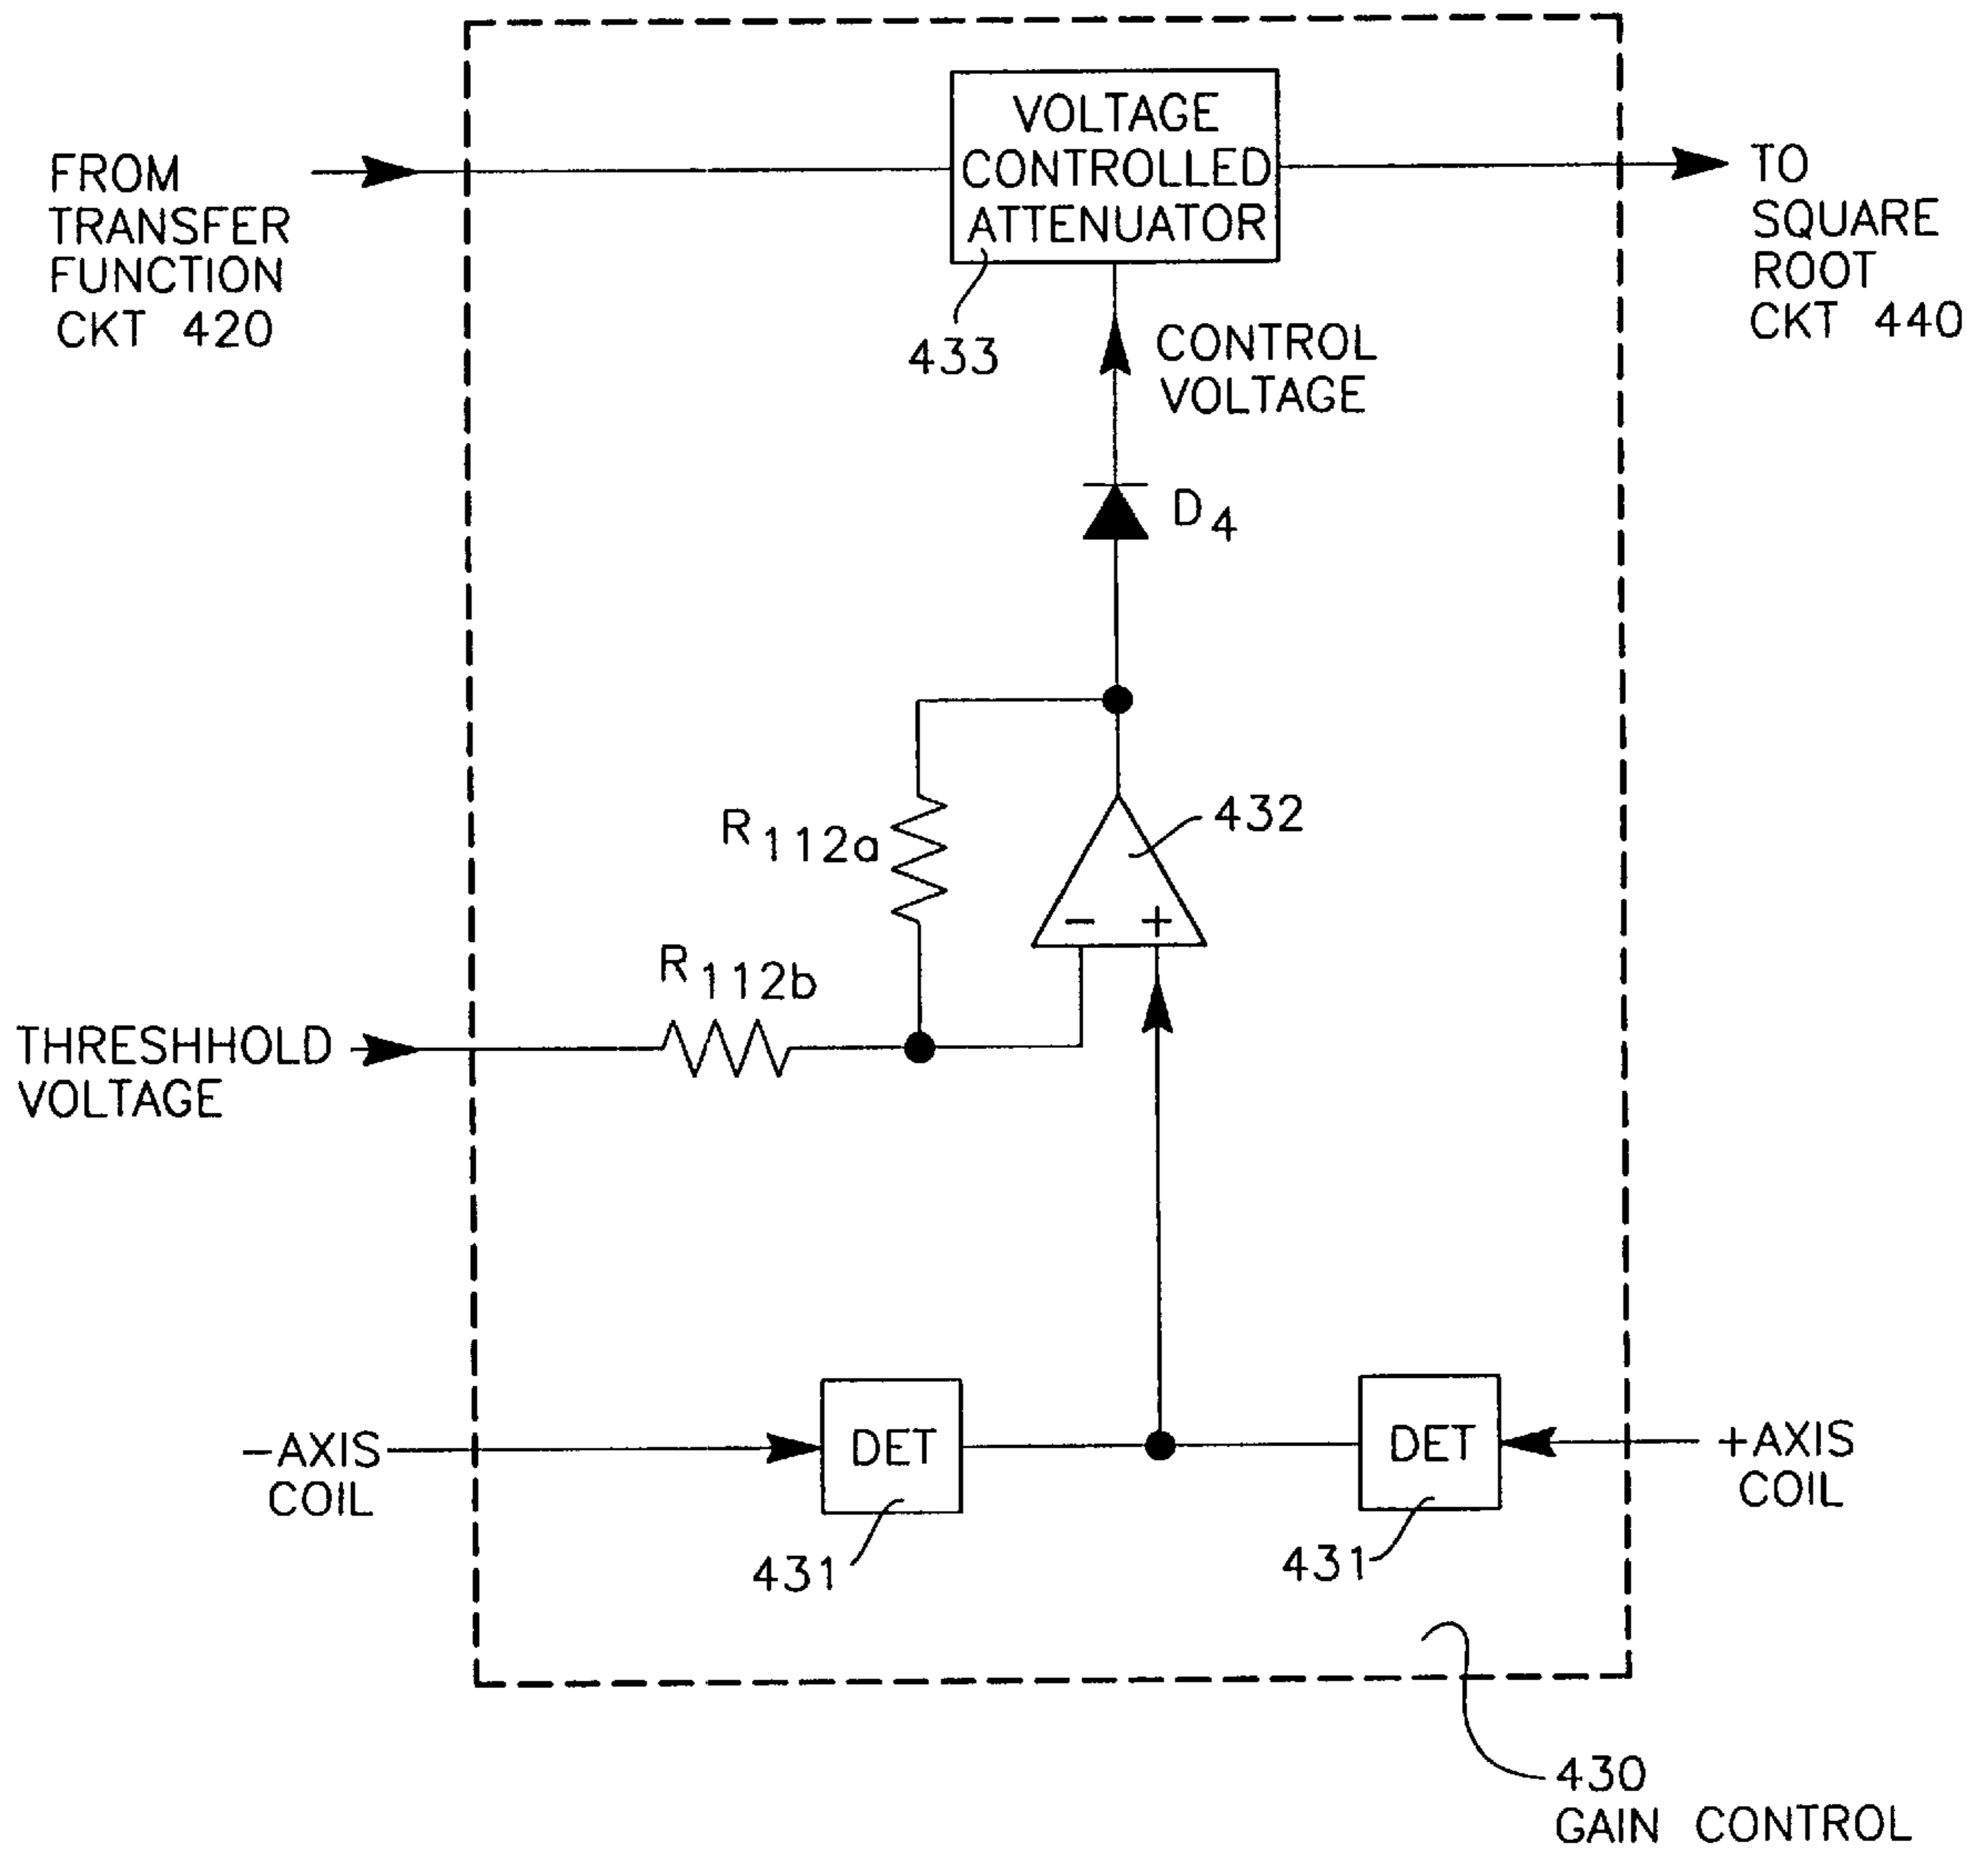 VOLTAGE
CONTROLLED
ATTENUATOR
FROM
TRANSFER
FUNCTION
CKT 420
TO
SQUARE
ROOT
CKT 440
433
CONTROL
VOLTAGE
D4
432
R112a
- +
R112b
THRESHHOLD
VOLTAGE
-AXIS
COIL
DET
DET
+AXIS
COIL
431
431
430
GAIN CONTROL